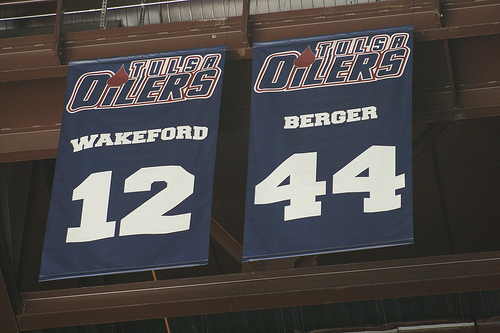 TULSA
OILERS
WAKEFORD
12
TULSA
OILERS
BERGER
44